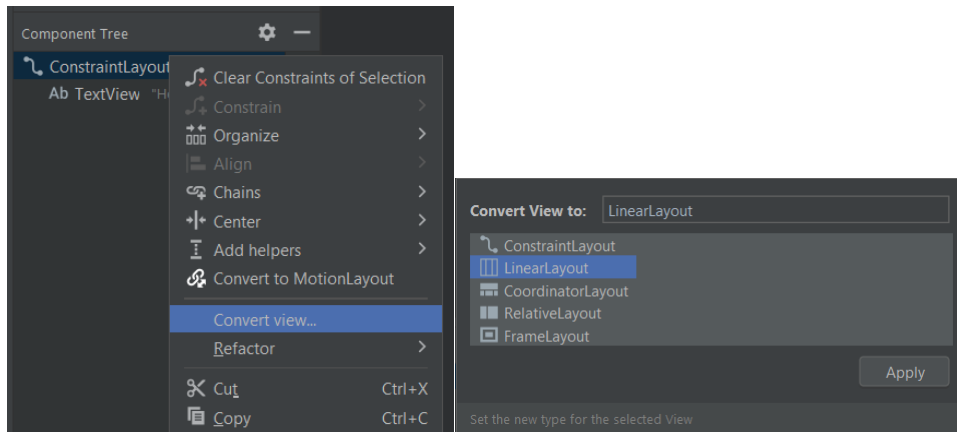 Component Tree
ConstraintLayout
Ab TextView "H
Clear Constraints of Selection
Constrain
Organize
Align
Chains
Center
Add helpers
Convert to MotionLayout
Convert view...
Refactor
Cut Ctrl+X
Copy Ctrl+C
Convert View to: LinearLayout
ConstraintLayout
LinearLayout
CoordinatorLayout
RelativeLayout
FrameLayout
Apply
Set the new type for the selected View